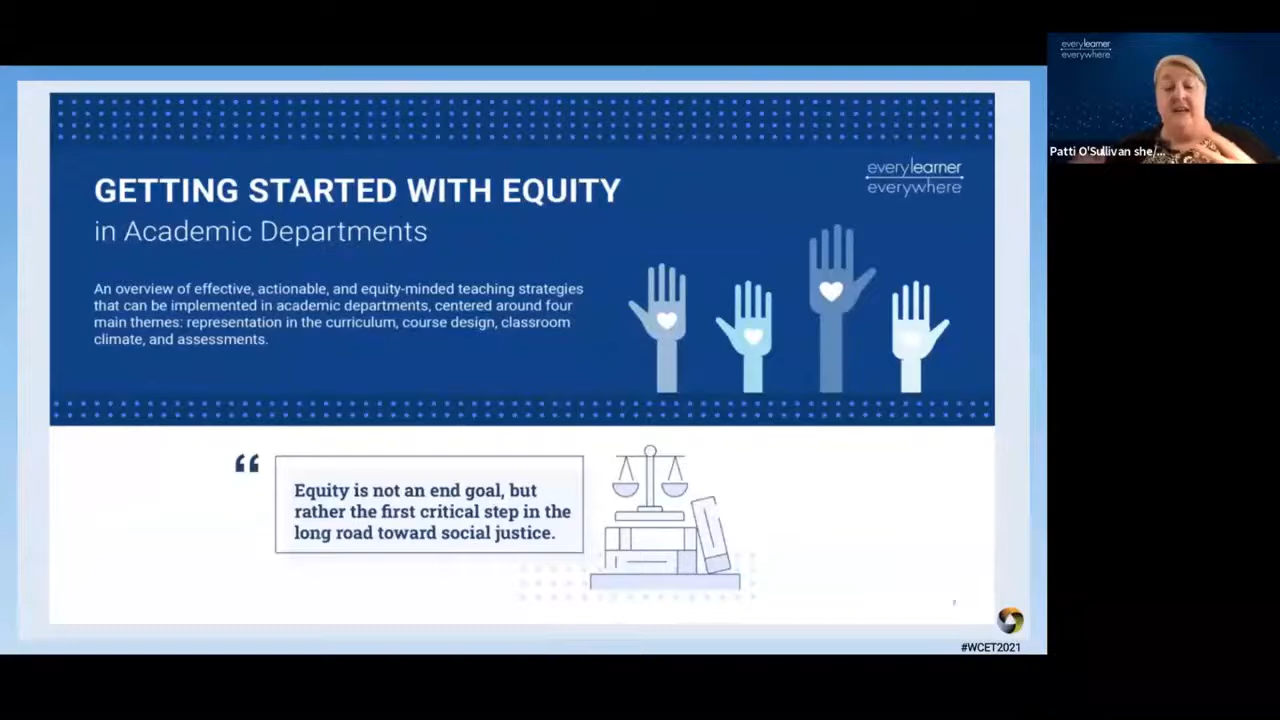 GETTING STARTED WITH EQUITY
in Academic Departments
everylearner
everywhere
An overview of effective, actionable, and equity-minded teaching strategies
that can be implemented in academic departments, centered around four
main themes: representation in the curriculum, course design, classroom
climate, and assessments.
“
Equity is not an end goal, but
rather the first critical step in the
long road toward social justice.
7
#WCET2021
everylearner
everywhere
Patti O'Sullivan she/...